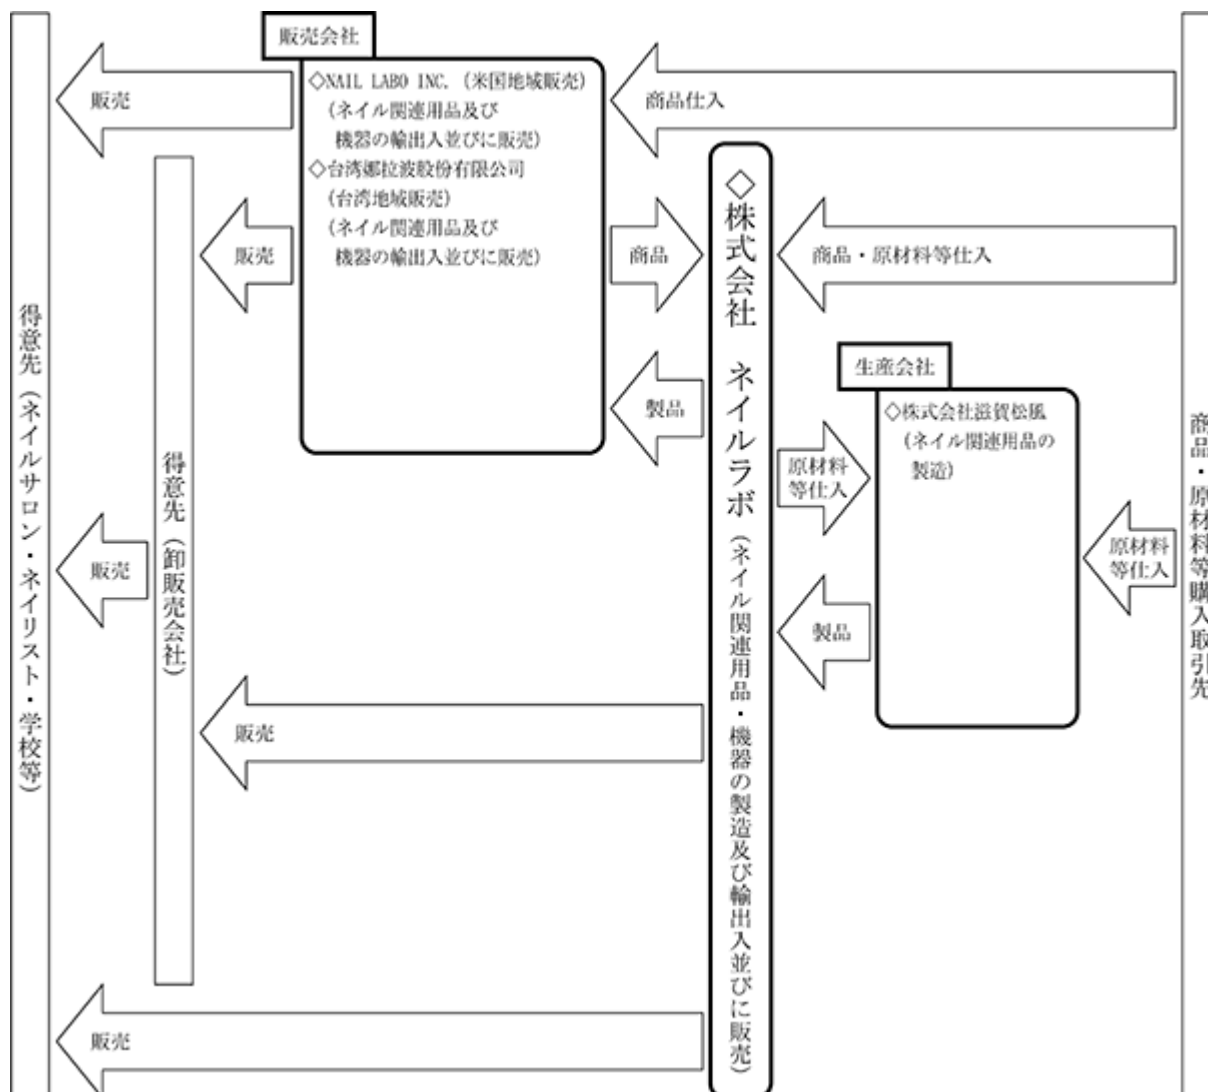 販売会社
◇NAIL LABO INC.(米国地域販売)
(ネイル関連用品及び
機器の輸出入並びに販売)
◇台湾娜拉波股份有限公司
(台湾地域販売)
(ネイル関連用品及び
機器の輸出入並びに販売)
販売
商品仕入
販売
商品
商品・原材料等仕入
製品
◇株式会社 ネイルラボ(ネイル関連用品・機器の製造及び輸出入並びに販売)
生産会社
◇株式会社滋賀松風
(ネイル関連用品の
製造)
原材料
等仕入
原材料
等仕入
製品
得意先(ネイルサロン・ネイリスト・学校等)
販売
得意先(卸販売会社)
販売
販売
商品・原材料等購入取引先